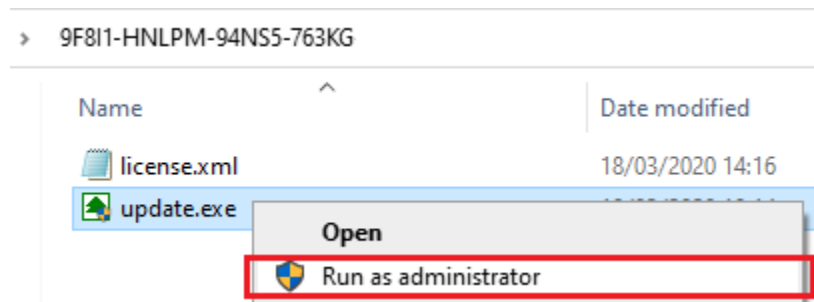 9F8I1-HNLPM-94NS5-763KG
Name Date modified
license.xml 18/03/2020 14:16
update.exe
Open
Run as administrator